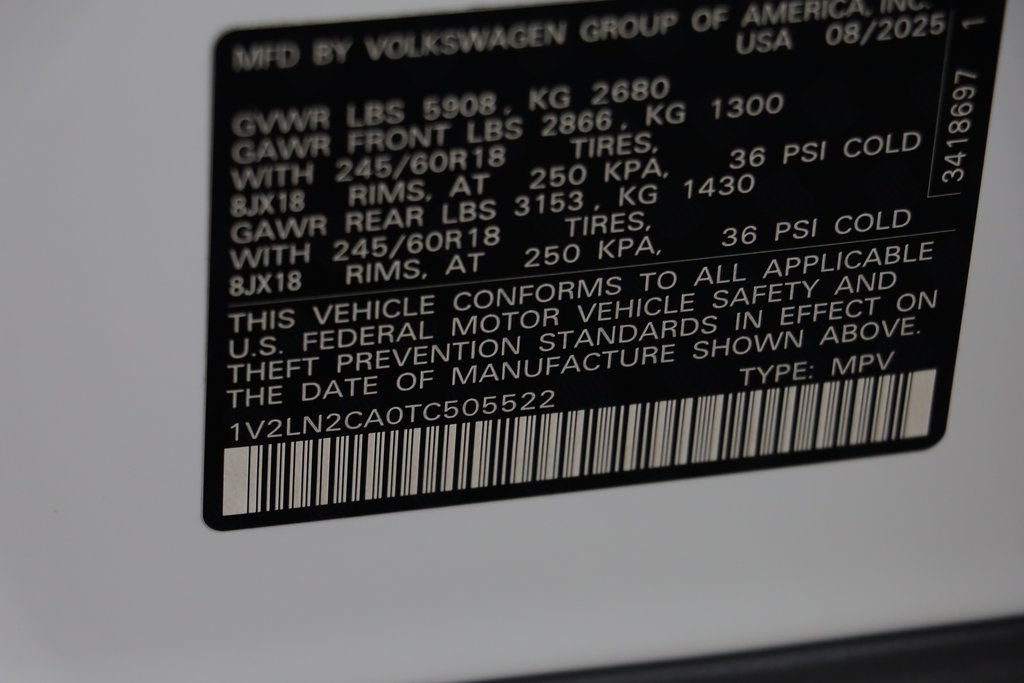 MFD BY VOLKSWAGEN GROUP OF AMERICA, INC.
USA 08/2025
GVWR LBS 5908, KG 2680
GAWR FRONT LBS 2866, KG 1300
WITH 245/60R18 TIRES,
8JX18 RIMS, AT 250 KPA, 36 PSI COLD
GAWR REAR LBS 3153, KG 1430
WITH 245/60R18 TIRES,
8JX18 RIMS, AT 250 KPA, 36 PSI COLD
THIS VEHICLE CONFORMS TO ALL APPLICABLE
U.S. FEDERAL MOTOR VEHICLE SAFETY AND
THEFT PREVENTION STANDARDS IN EFFECT ON
THE DATE OF MANUFACTURE SHOWN ABOVE.
1V2LN2CA0TC505522 TYPE: MPV
3418697 1